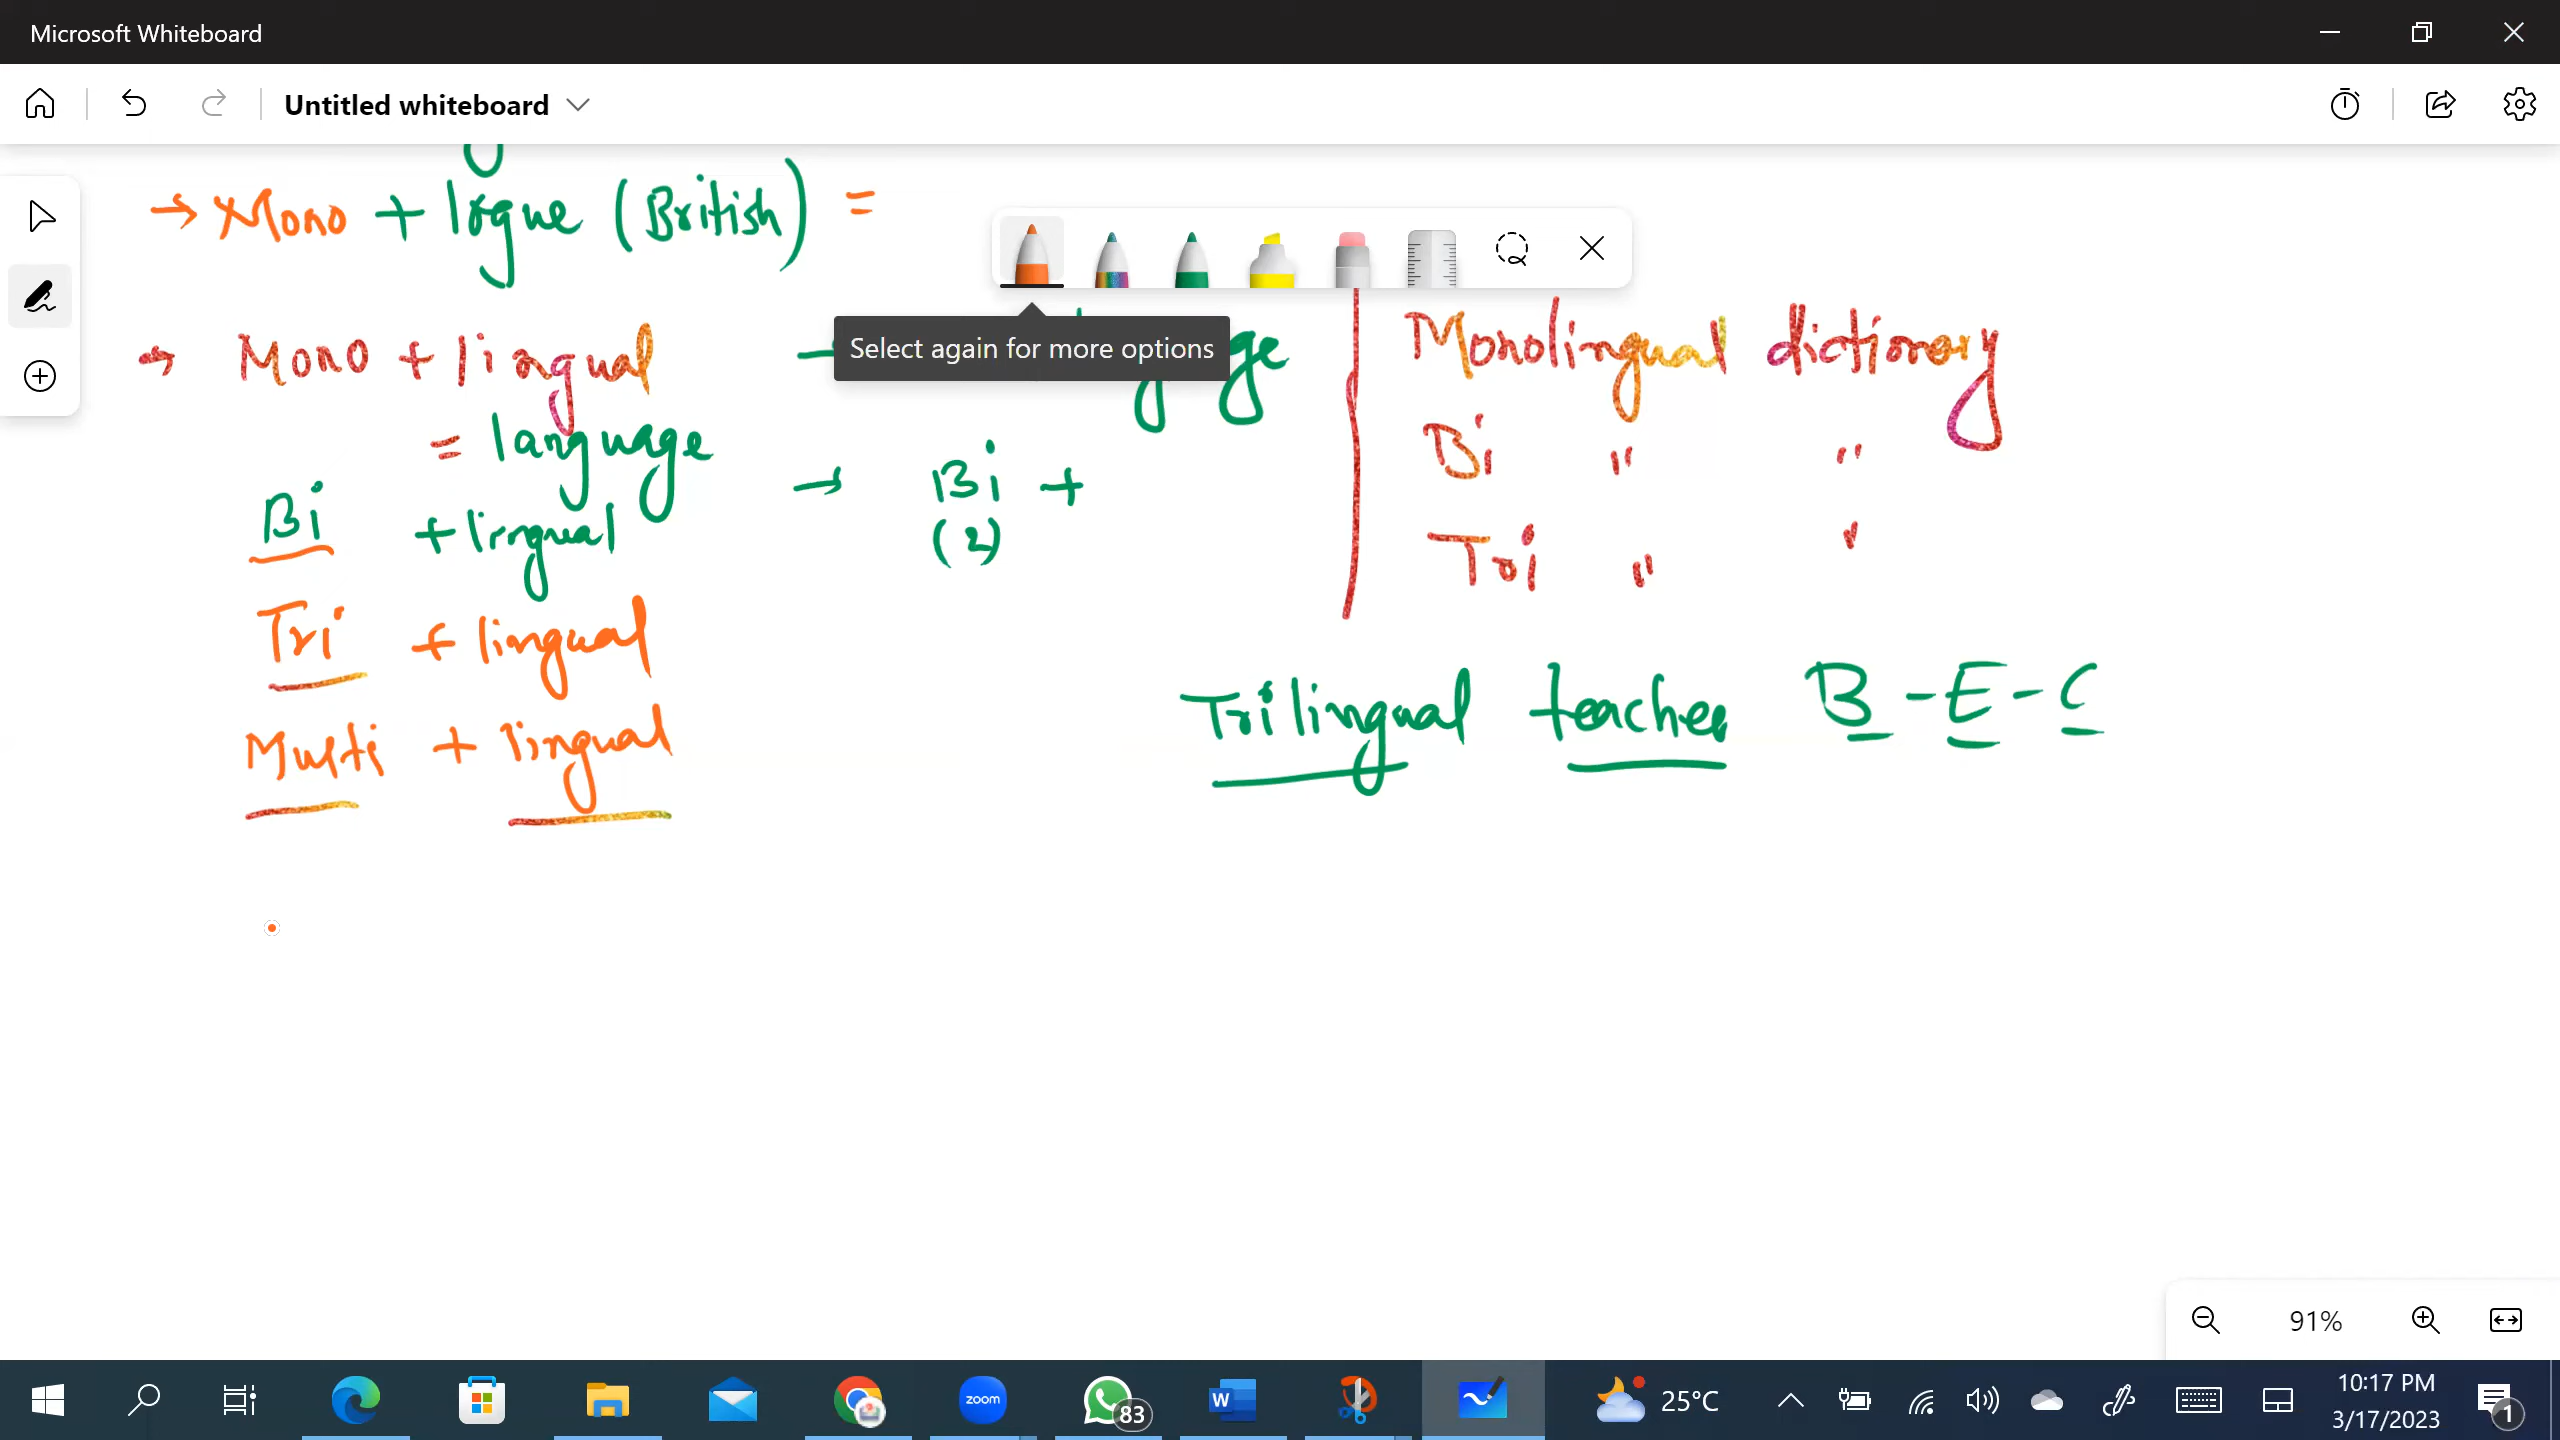 Microsoft Whiteboard
Untitled whiteboard
→ Mono + logue (British) =
Select again for more options
→ Mono + lingual
= language
Bi + lingual
Tri + lingual
Multi + lingual
→ Bi +
(2)
Monolingual dictionary
Bi " "
Tri " "
Trilingual teacher B - E - C
91%
zoom
83
W
25°C
10:17 PM
3/17/2023
1